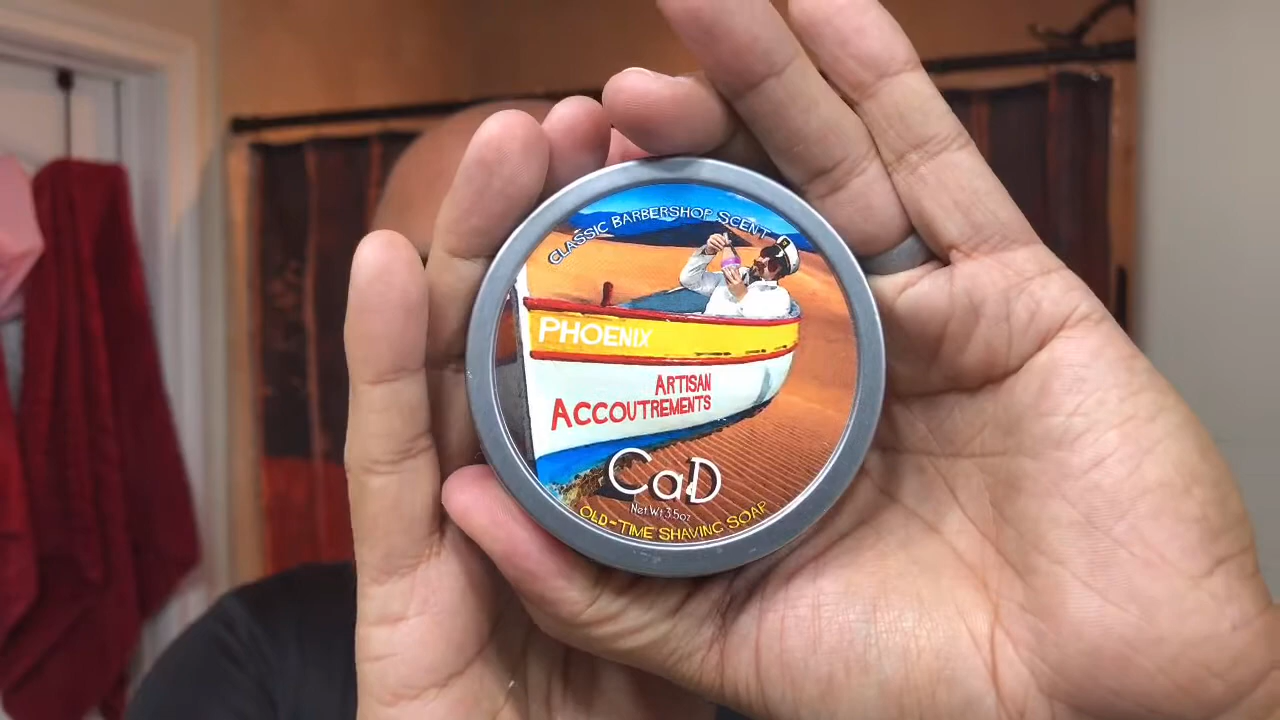 CLASSIC BARBERSHOP SCENT
PHOENIX
ARTISAN
ACCOUTREMENTS
CaD
Net Wt 3.5oz
OLD-TIME SHAVING SOAP